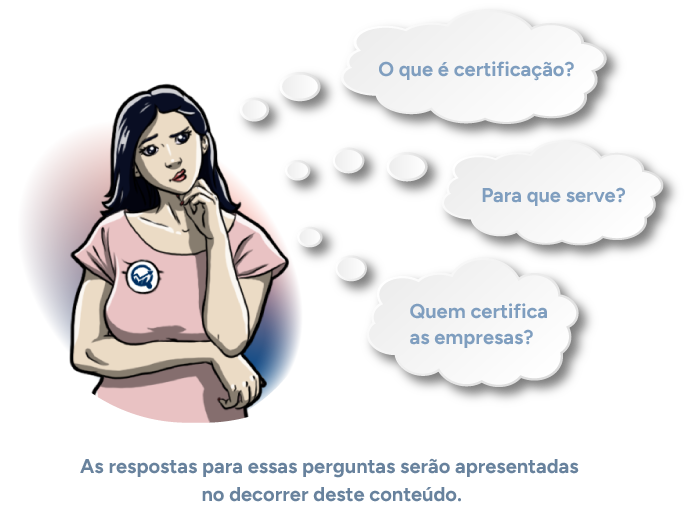 O que é certificação?
Para que serve?
Quem certifica
as empresas?
As respostas para essas perguntas serão apresentadas
no decorrer deste conteúdo.